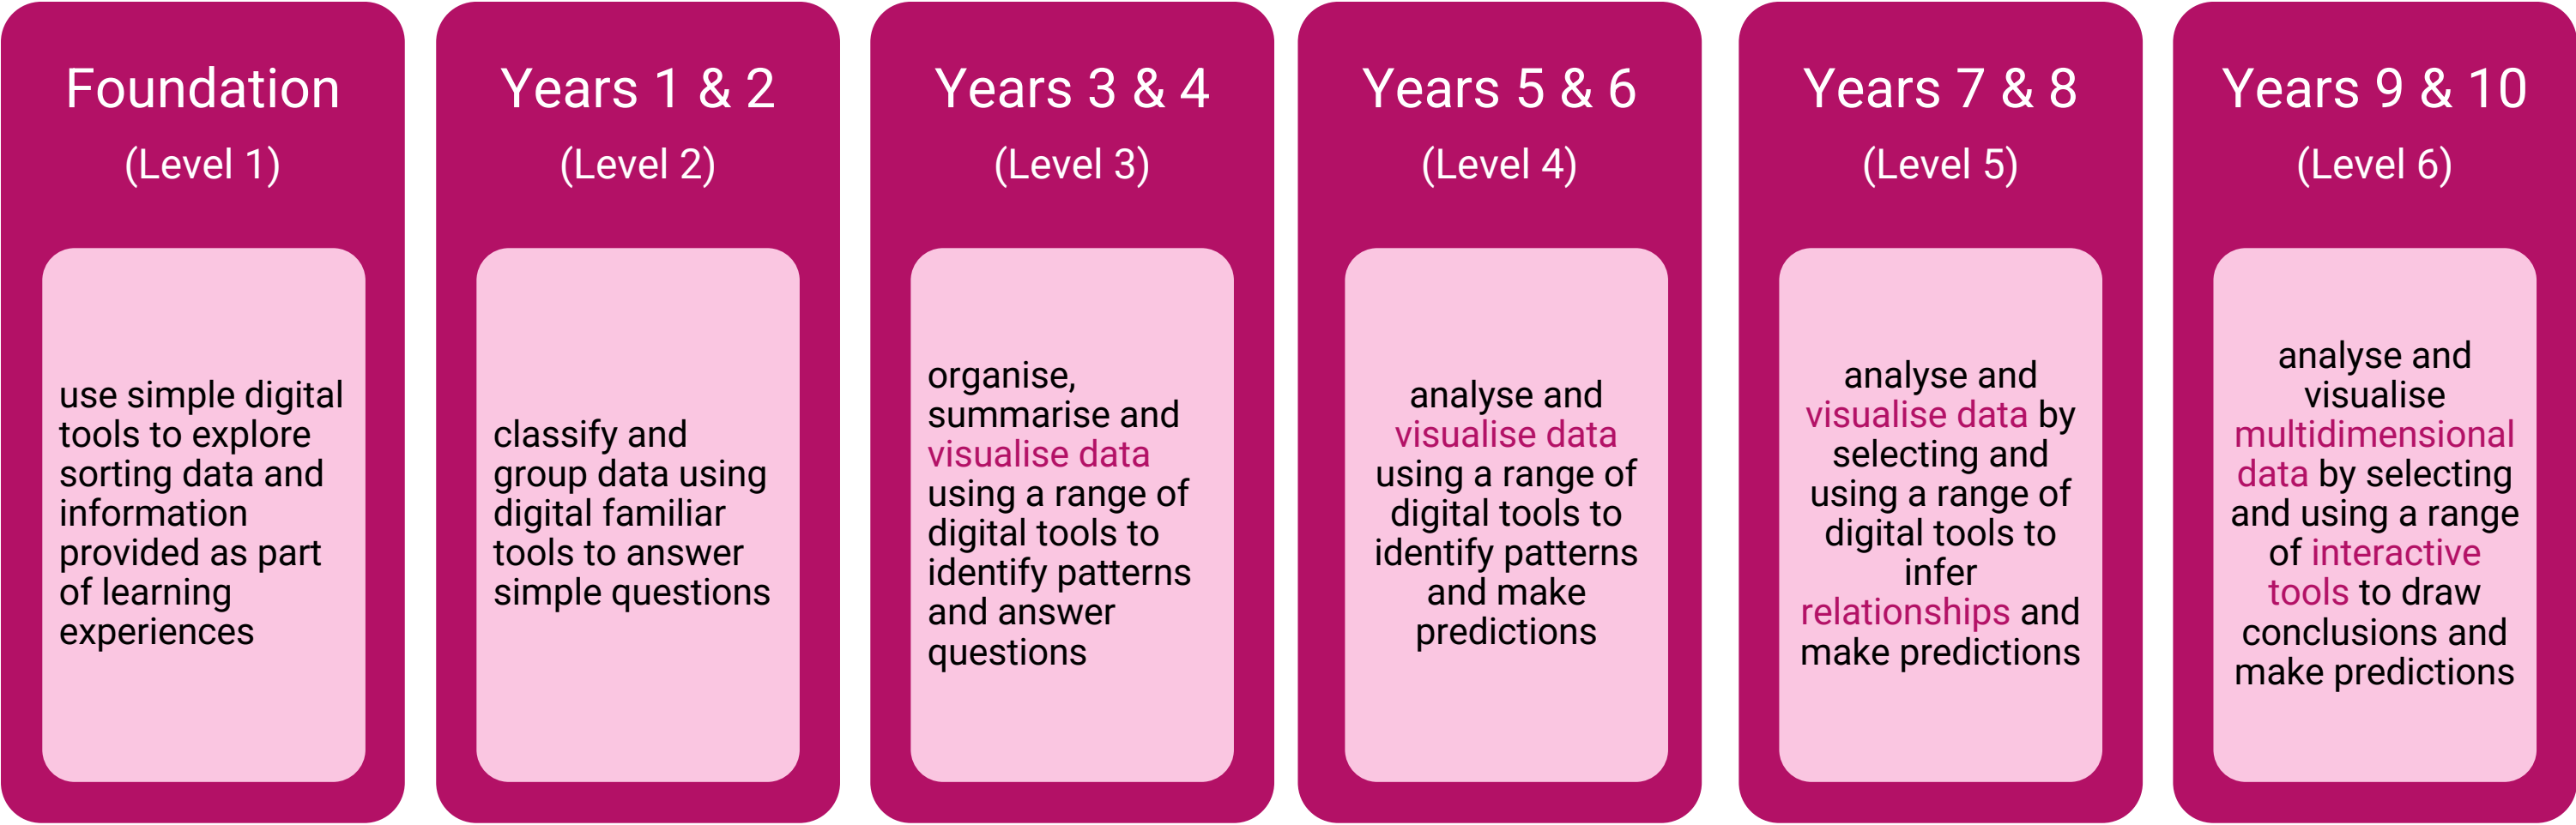 Foundation
(Level 1)
use simple digital
tools to explore
sorting data and
information
provided as part
of learning
experiences
Years 1 & 2
(Level 2)
classify and
group data using
digital familiar
tools to answer
simple questions
Years 3 & 4
(Level 3)
organise,
summarise and
visualise data
using a range of
digital tools to
identify patterns
and answer
questions
Years 5 & 6
(Level 4)
analyse and
visualise data
using a range of
digital tools to
identify patterns
and make
predictions
Years 7 & 8
(Level 5)
analyse and
visualise data by
selecting and
using a range of
digital tools to
infer
relationships and
make predictions
Years 9 & 10
(Level 6)
analyse and
visualise
multidimensional
data by selecting
and using a range
of interactive
tools to draw
conclusions and
make predictions